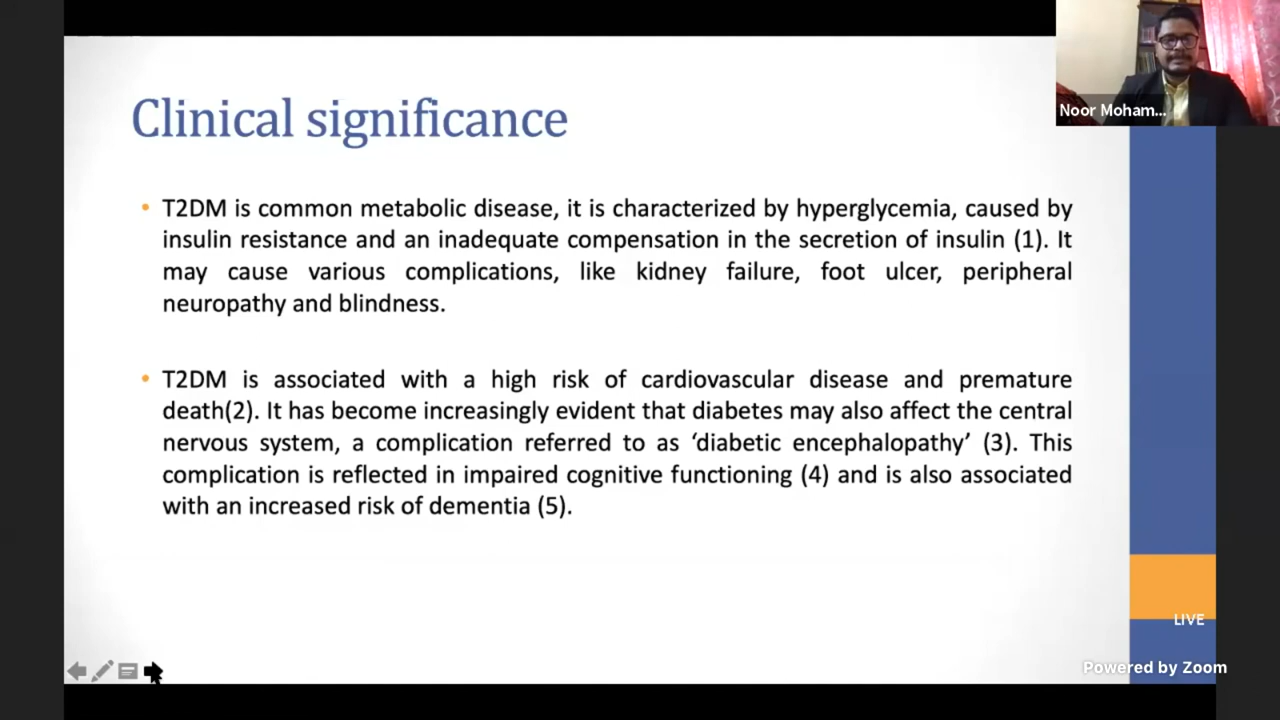 Clinical significance
Noor Moham...
• T2DM is common metabolic disease, it is characterized by hyperglycemia, caused by
insulin resistance and an inadequate compensation in the secretion of insulin (1). It
may cause various complications, like kidney failure, foot ulcer, peripheral
neuropathy and blindness.
• T2DM is associated with a high risk of cardiovascular disease and premature
death(2). It has become increasingly evident that diabetes may also affect the central
nervous system, a complication referred to as ‘diabetic encephalopathy’ (3). This
complication is reflected in impaired cognitive functioning (4) and is also associated
with an increased risk of dementia (5).
LIVE
Powered by Zoom